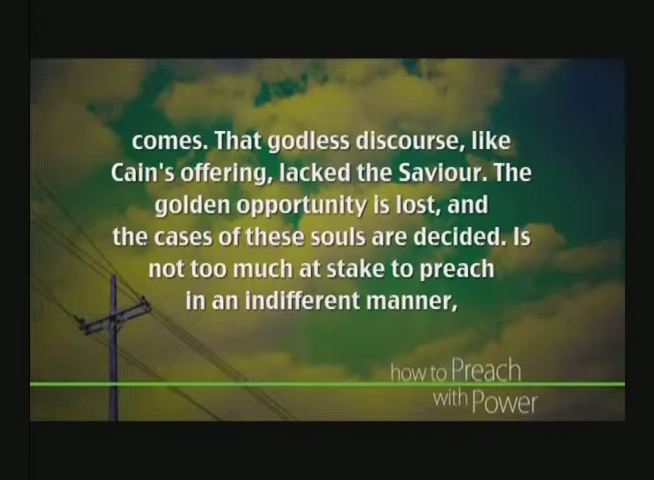 comes. That godless discourse, like
Cain's offering, lacked the Saviour. The
golden opportunity is lost, and
the cases of these souls are decided. Is
not too much at stake to preach
in an indifferent manner,
how to Preach
with Power